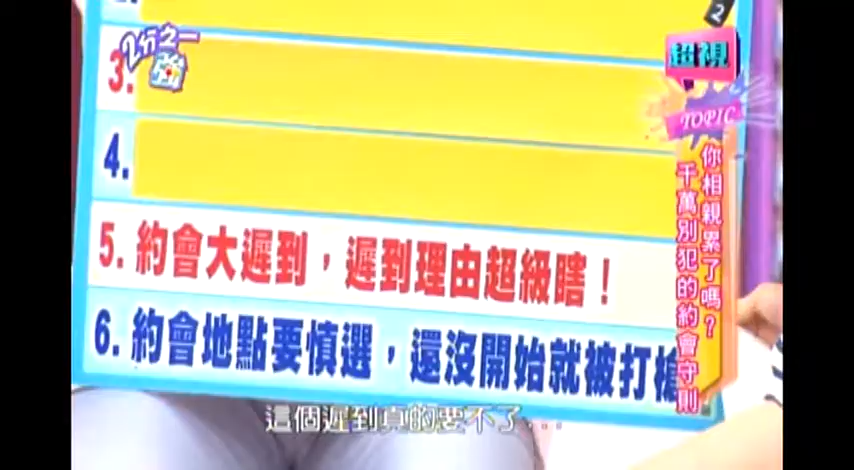 2
2分之一強
超視
TOPIC
你相親累了嗎？
千萬別犯的約會守則
3.
4.
5. 約會大遲到，遲到理由超級瞎！
6. 約會地點要慎選，還沒開始就被打槍
這個遲到真的要不了...